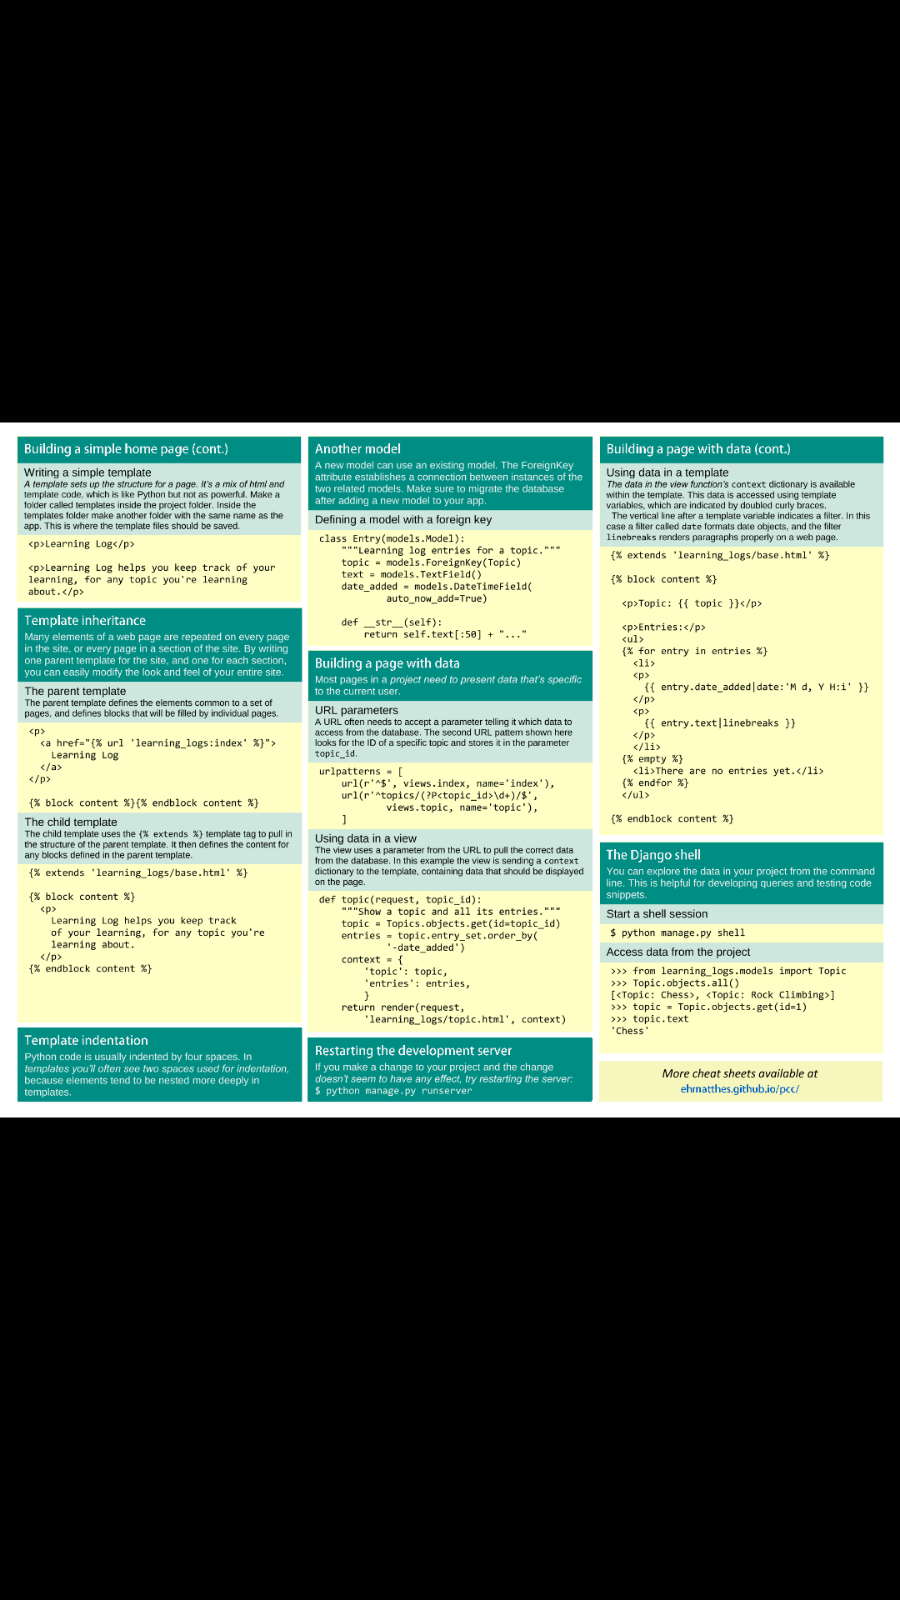 Building a simple home page (cont.)
Writing a simple template
A template sets up the structure for a page. It's a mix of html and
template code, which is like Python but not as powerful. Make a
folder called templates inside the project folder. Inside the
templates folder make another folder with the same name as the
app. This is where the template files should be saved.
<p>Learning Log</p>
<p>Learning Log helps you keep track of your
learning, for any topic you're learning
about.</p>
Template inheritance
Many elements of a web page are repeated on every page
in the site, or every page in a section of the site. By writing
one parent template for the site, and one for each section,
you can easily modify the look and feel of your entire site.
The parent template
The parent template defines the elements common to a set of
pages, and defines blocks that will be filled by individual pages.
<p>
  <a href="{% url 'learning_logs:index' %}">
    Learning Log
  </a>
</p>
{% block content %}{% endblock content %}
The child template
The child template uses the {% extends %} template tag to pull in
the structure of the parent template. It then defines the content for
any blocks defined in the parent template.
{% extends 'learning_logs/base.html' %}
{% block content %}
  <p>
    Learning Log helps you keep track
    of your learning, for any topic you're
    learning about.
  </p>
{% endblock content %}
Template indentation
Python code is usually indented by four spaces. In
templates you'll often see two spaces used for indentation,
because elements tend to be nested more deeply in
templates.
Another model
A new model can use an existing model. The ForeignKey
attribute establishes a connection between instances of the
two related models. Make sure to migrate the database
after adding a new model to your app.
Defining a model with a foreign key
class Entry(models.Model):
    """Learning log entries for a topic."""
    topic = models.ForeignKey(Topic)
    text = models.TextField()
    date_added = models.DateTimeField(
            auto_now_add=True)
    def __str__(self):
        return self.text[:50] + "..."
Building a page with data
Most pages in a project need to present data that's specific
to the current user.
URL parameters
A URL often needs to accept a parameter telling it which data to
access from the database. The second URL pattern shown here
looks for the ID of a specific topic and stores it in the parameter
topic_id.
urlpatterns = [
    url(r'^$', views.index, name='index'),
    url(r'^topics/(?P<topic_id>\d+)/$',
            views.topic, name='topic'),
    ]
Using data in a view
The view uses a parameter from the URL to pull the correct data
from the database. In this example the view is sending a context
dictionary to the template, containing data that should be displayed
on the page.
def topic(request, topic_id):
    """Show a topic and all its entries."""
    topic = Topics.objects.get(id=topic_id)
    entries = topic.entry_set.order_by(
            '-date_added')
    context = {
        'topic': topic,
        'entries': entries,
        }
    return render(request,
        'learning_logs/topic.html', context)
Restarting the development server
If you make a change to your project and the change
doesn't seem to have any effect, try restarting the server:
$ python manage.py runserver
Building a page with data (cont.)
Using data in a template
The data in the view function's context dictionary is available
within the template. This data is accessed using template
variables, which are indicated by doubled curly braces.
The vertical line after a template variable indicates a filter. In this
case a filter called date formats date objects, and the filter
linebreaks renders paragraphs properly on a web page.
{% extends 'learning_logs/base.html' %}
{% block content %}
  <p>Topic: {{ topic }}</p>
  <p>Entries:</p>
  <ul>
  {% for entry in entries %}
    <li>
    <p>
      {{ entry.date_added|date:'M d, Y H:i' }}
    </p>
    <p>
      {{ entry.text|linebreaks }}
    </p>
    </li>
  {% empty %}
    <li>There are no entries yet.</li>
  {% endfor %}
  </ul>
{% endblock content %}
The Django shell
You can explore the data in your project from the command
line. This is helpful for developing queries and testing code
snippets.
Start a shell session
$ python manage.py shell
Access data from the project
>>> from learning_logs.models import Topic
>>> Topic.objects.all()
[<Topic: Chess>, <Topic: Rock Climbing>]
>>> topic = Topic.objects.get(id=1)
>>> topic.text
'Chess'
More cheat sheets available at
ehmatthes.github.io/pcc/